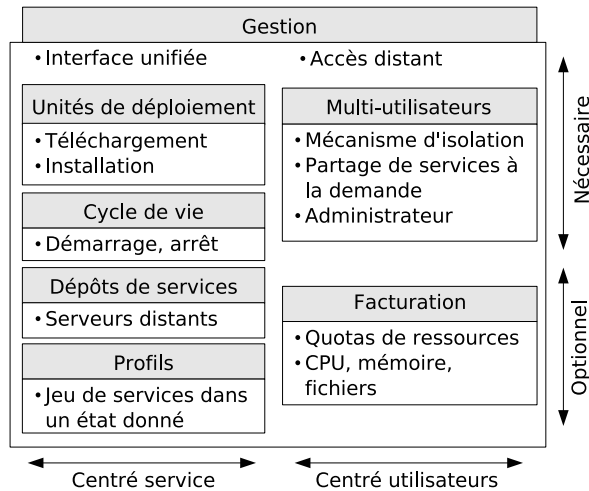 Gestion
• Interface unifiée
• Accès distant
Unités de déploiement
• Téléchargement
• Installation
Cycle de vie
• Démarrage, arrêt
Dépôts de services
• Serveurs distants
Profils
• Jeu de services dans
un état donné
Multi-utilisateurs
• Mécanisme d'isolation
• Partage de services à
la demande
• Administrateur
Facturation
• Quotas de ressources
• CPU, mémoire,
fichiers
Nécessaire
Optionnel
Centré service
Centré utilisateurs